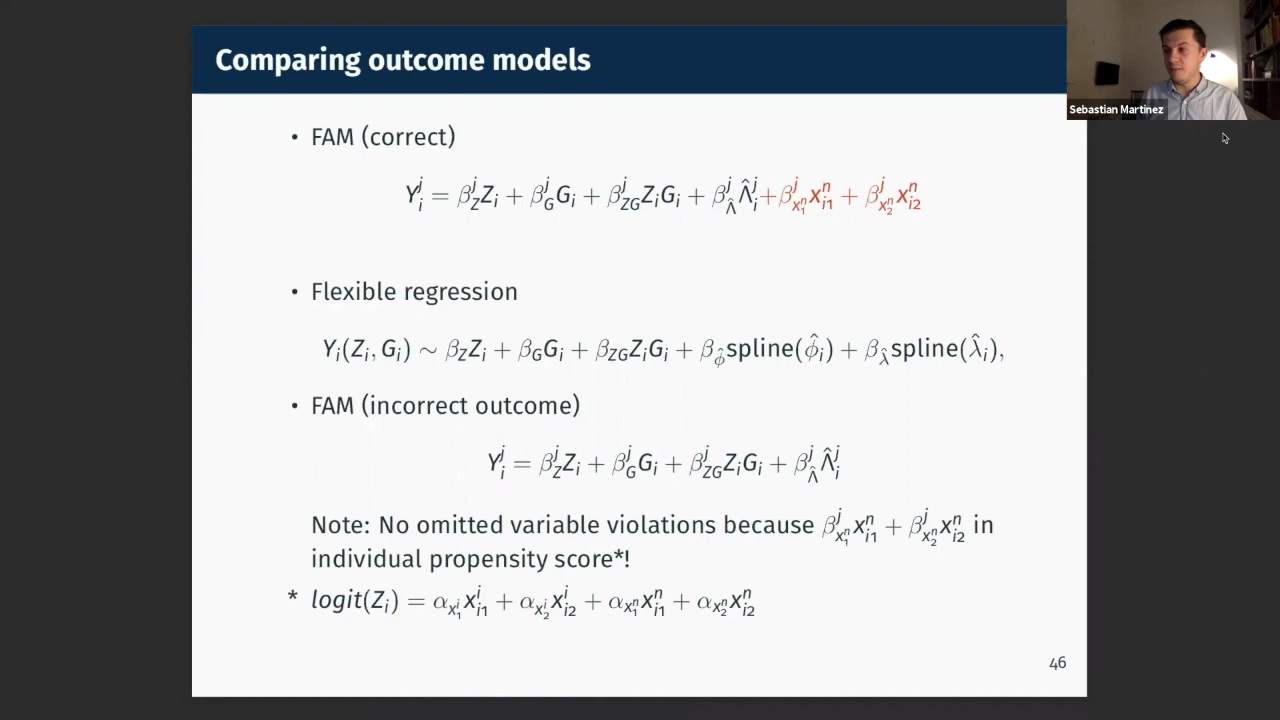 Comparing outcome models
Sebastian Martinez
• FAM (correct)
Y_i^j = β_Z^j Z_i + β_G^j G_i + β_{ZG}^j Z_i G_i + β_{Λ̂}^j Λ̂_i^j + β_{x_1^n}^j x_{i1}^n + β_{x_2^n}^j x_{i2}^n
• Flexible regression
Y_i(Z_i, G_i) ∼ β_Z Z_i + β_G G_i + β_{ZG} Z_i G_i + β_{φ̂} spline(φ̂_i) + β_{λ̂} spline(λ̂_i),
• FAM (incorrect outcome)
Y_i^j = β_Z^j Z_i + β_G^j G_i + β_{ZG}^j Z_i G_i + β_{Λ̂}^j Λ̂_i^j
Note: No omitted variable violations because β_{x_1^n}^j x_{i1}^n + β_{x_2^n}^j x_{i2}^n in
individual propensity score*!
* logit(Z_i) = α_{x_1^i} x_{i1}^i + α_{x_2^i} x_{i2}^i + α_{x_1^n} x_{i1}^n + α_{x_2^n} x_{i2}^n
46